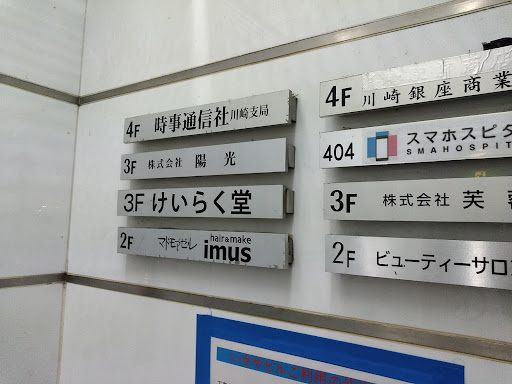 4F 時事通信社 川崎支局
3F 株式会社 陽光
3F けいらく堂
2F マドモアゼル hair & make imus
4F 川崎銀座商業
404 スマホスピタ
SMAHOSPIT
3F 株式会社 芙
2F ビューティーサロン